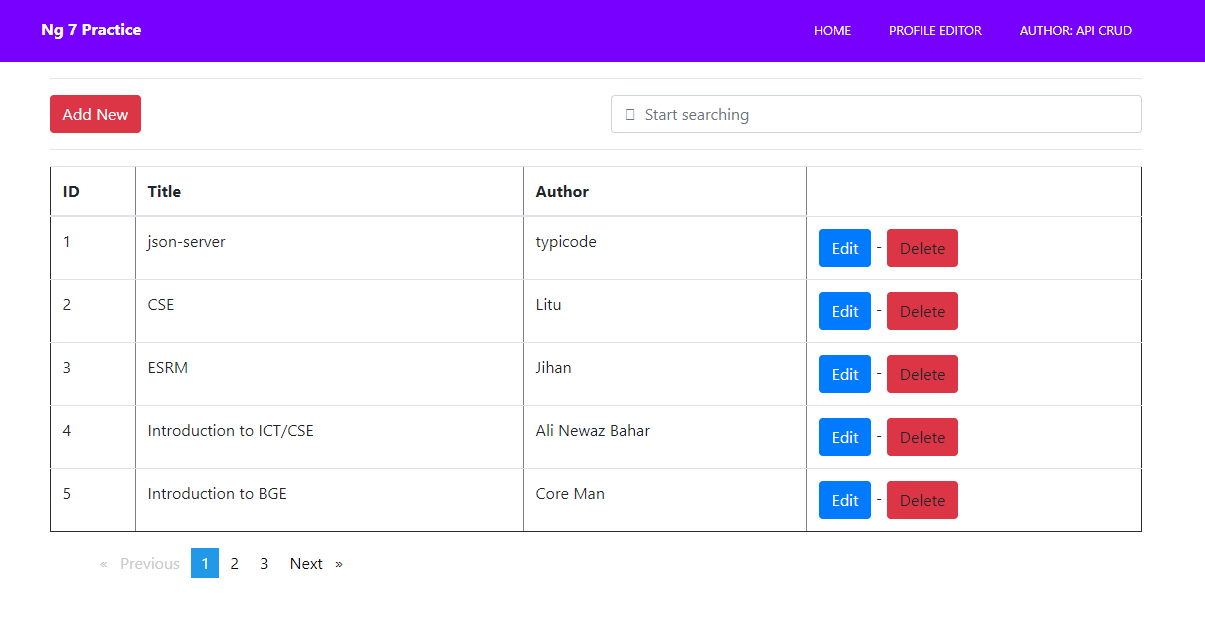 Ng 7 Practice HOME PROFILE EDITOR AUTHOR: API CRUD
Add New Start searching
ID Title Author
1 json-server typicode Edit - Delete
2 CSE Litu Edit - Delete
3 ESRM Jihan Edit - Delete
4 Introduction to ICT/CSE Ali Newaz Bahar Edit - Delete
5 Introduction to BGE Core Man Edit - Delete
« Previous 1 2 3 Next »